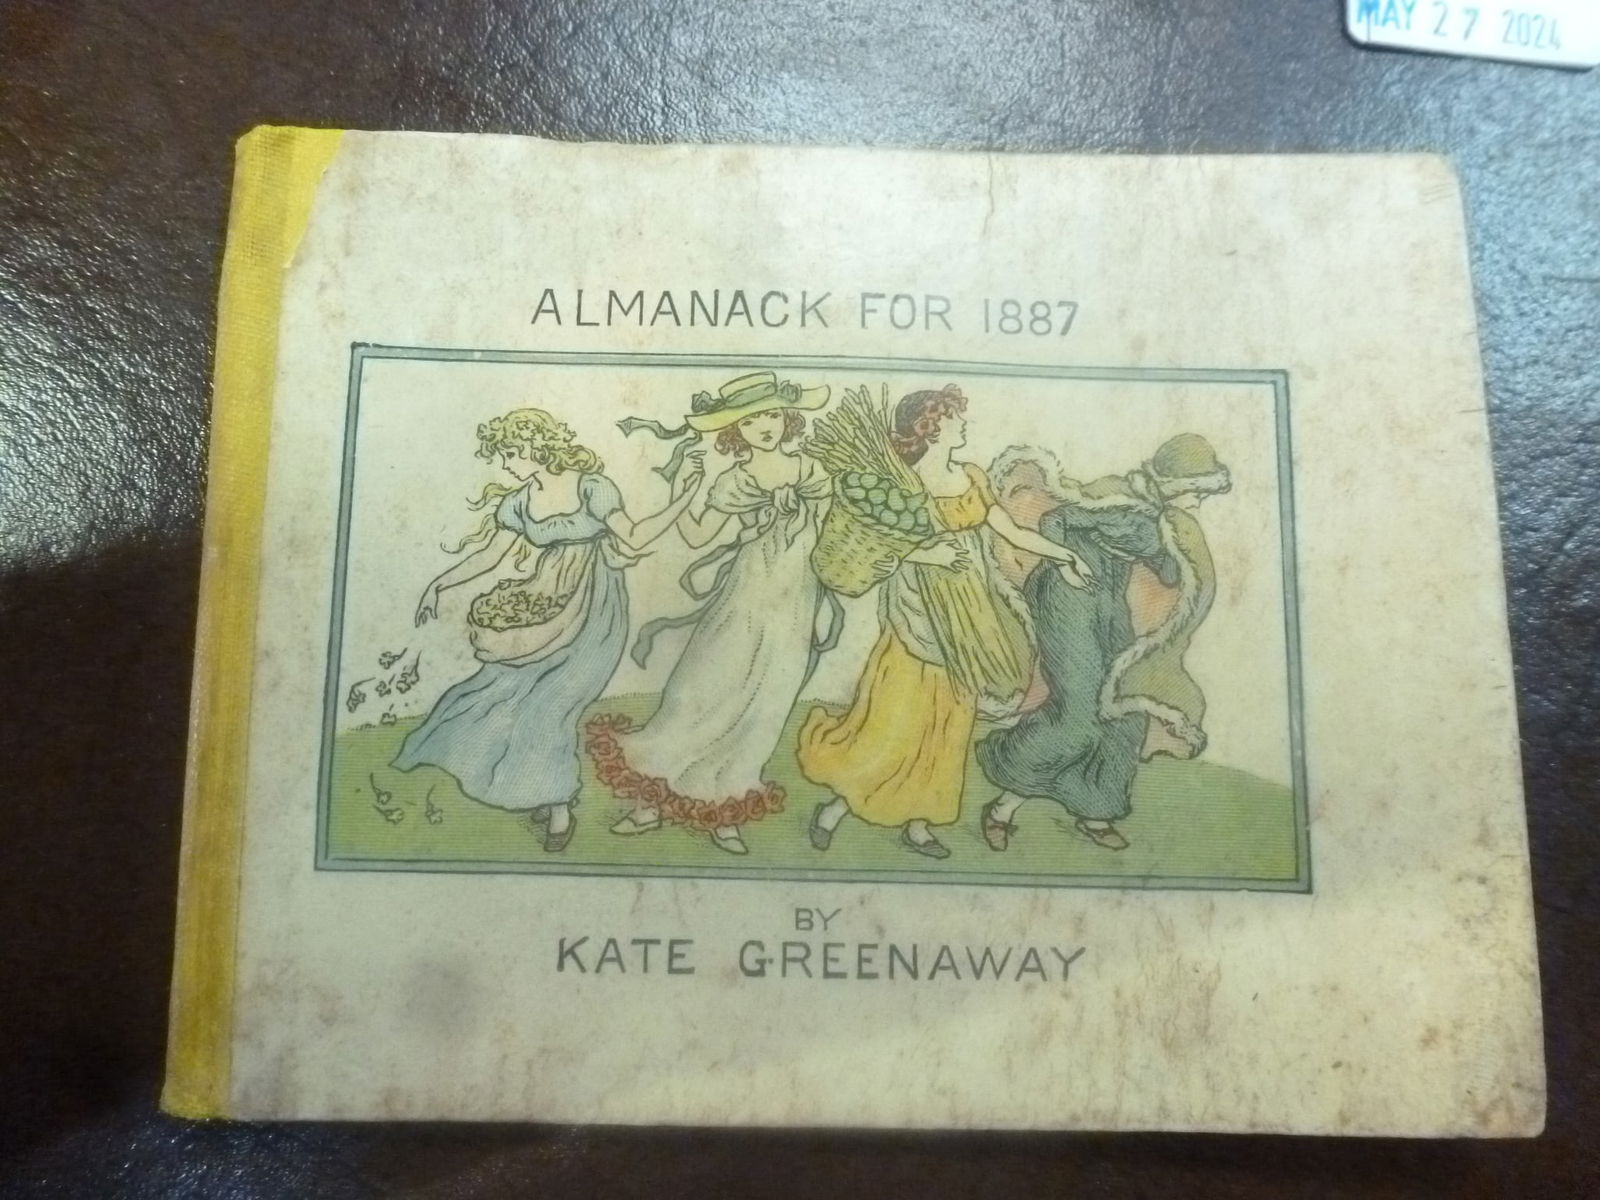 MAY 27 2024
ALMANACK FOR 1887
BY
KATE GREENAWAY